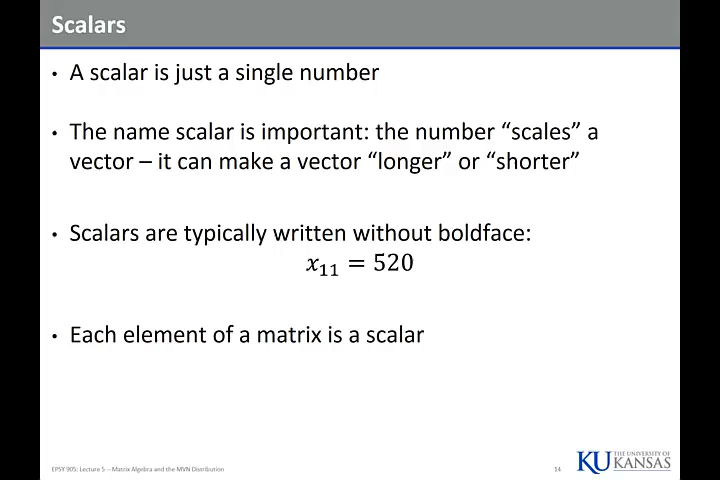 Scalars
• A scalar is just a single number
• The name scalar is important: the number “scales” a
vector – it can make a vector “longer” or “shorter”
• Scalars are typically written without boldface:
x₁₁ = 520
• Each element of a matrix is a scalar
EPSY 905: Lecture 5 – Matrix Algebra and the MVN Distribution
14
KU THE UNIVERSITY OF
KANSAS